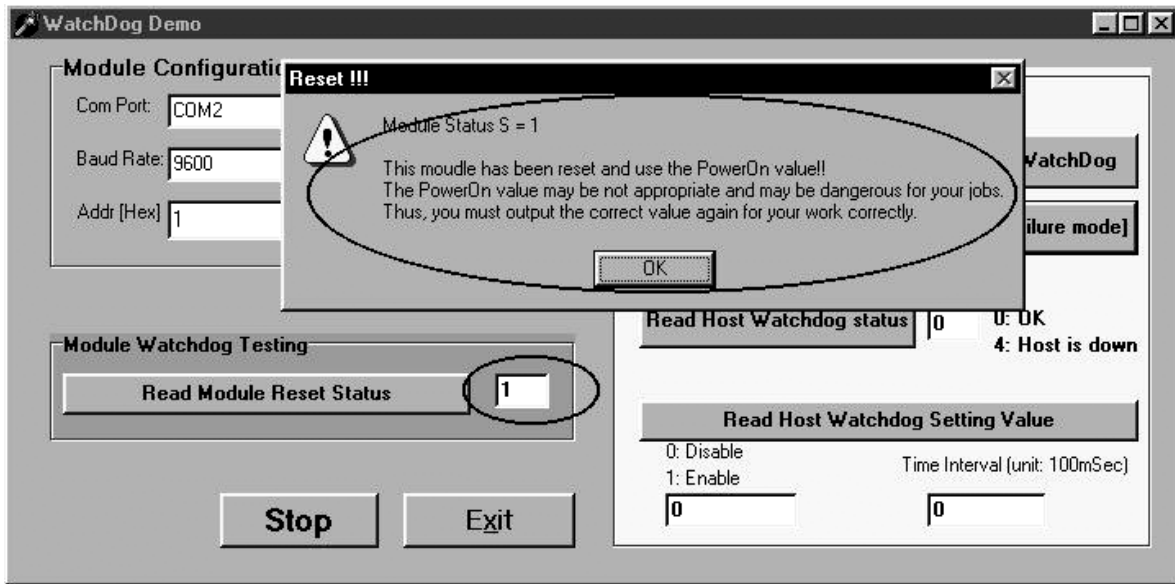 WatchDog Demo
Module Configuratio
Com Port: COM2
Baud Rate: 9600
Addr [Hex] 1
Reset !!!
Module Status S = 1
This moudle has been reset and use the PowerOn value!!
The PowerOn value may be not appropriate and may be dangerous for your jobs.
Thus, you must output the correct value again for your work correctly.
OK
WatchDog
ilure mode]
Read Host Watchdog status 0
0: OK
4: Host is down
Module Watchdog Testing
Read Module Reset Status 1
Read Host Watchdog Setting Value
0: Disable
1: Enable
Time Interval (unit: 100mSec)
0
0
Stop
Exit